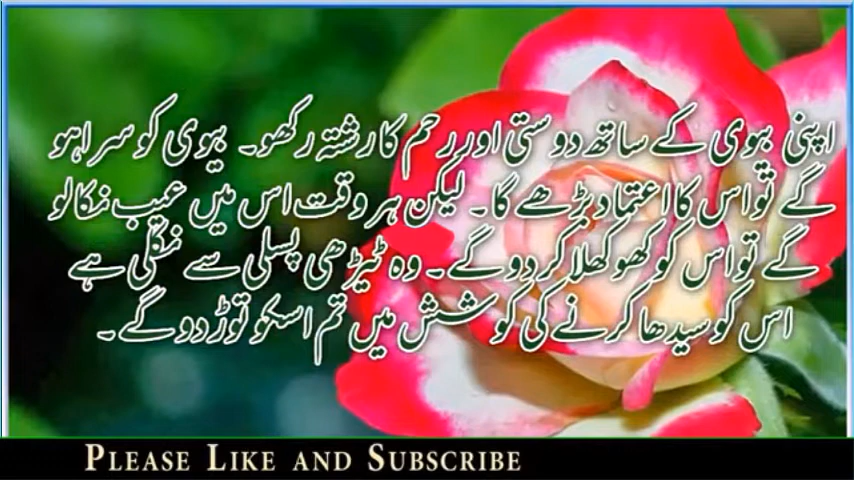 اپنی بیوی کے ساتھ دوستی اور رحم کا رشتہ رکھو۔ بیوی کو سراہو
گے تو اس کا اعتماد بڑھے گا۔ لیکن ہر وقت اس میں عیب نکالو
گے تو اس کو کھوکھلا کر دو گے۔ وہ ٹیڑھی پسلی سے نکلی ہے
اس کو سیدھا کرنے کی کوشش میں تم اسکو توڑ دو گے۔
PLEASE LIKE AND SUBSCRIBE